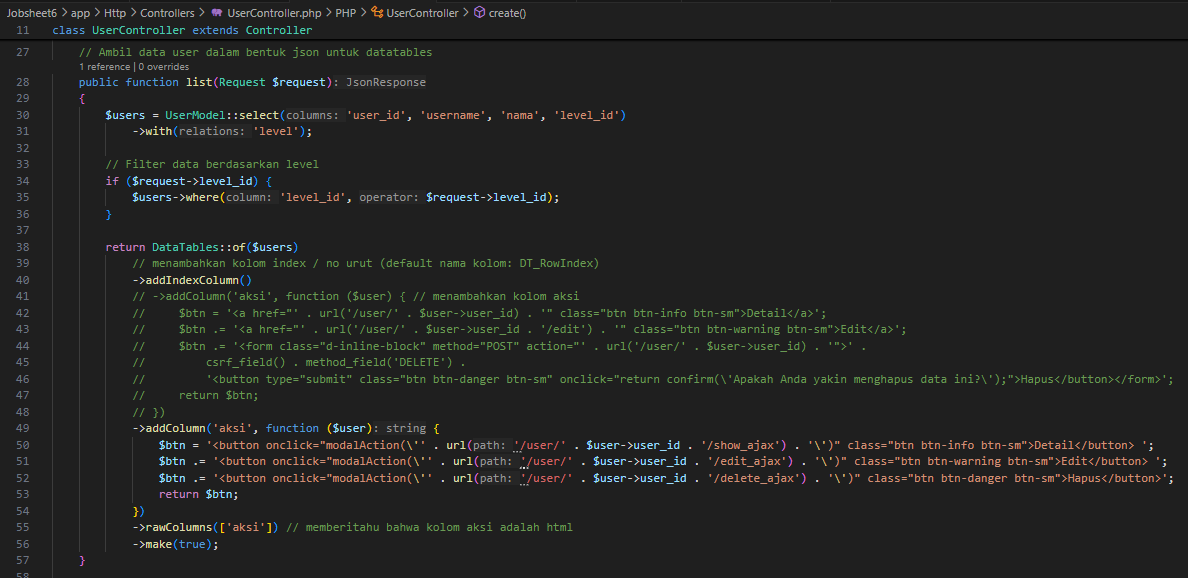 Jobsheet6 > app > Http > Controllers > UserController.php > PHP > UserController > create()
11 class UserController extends Controller
27 // Ambil data user dalam bentuk json untuk datatables
1 reference | 0 overrides
28 public function list(Request $request): JsonResponse
29 {
30 $users = UserModel::select(columns: 'user_id', 'username', 'nama', 'level_id')
31 ->with(relations: 'level');
32
33 // Filter data berdasarkan level
34 if ($request->level_id) {
35 $users->where(column: 'level_id', operator: $request->level_id);
36 }
37
38 return DataTables::of($users)
39 // menambahkan kolom index / no urut (default nama kolom: DT_RowIndex)
40 ->addIndexColumn()
41 // ->addColumn('aksi', function ($user) { // menambahkan kolom aksi
42 // $btn = '<a href="' . url('/user/' . $user->user_id) . '" class="btn btn-info btn-sm">Detail</a>';
43 // $btn .= '<a href="' . url('/user/' . $user->user_id . '/edit') . '" class="btn btn-warning btn-sm">Edit</a>';
44 // $btn .= '<form class="d-inline-block" method="POST" action="' . url('/user/' . $user->user_id) . '">' .
45 // csrf_field() . method_field('DELETE') .
46 // '<button type="submit" class="btn btn-danger btn-sm" onclick="return confirm(\'Apakah Anda yakin menghapus data ini?\');">Hapus</button></form>';
47 // return $btn;
48 // })
49 ->addColumn('aksi', function ($user): string {
50 $btn = '<button onclick="modalAction(\'' . url(path: '/user/' . $user->user_id . '/show_ajax') . '\')" class="btn btn-info btn-sm">Detail</button> ';
51 $btn .= '<button onclick="modalAction(\'' . url(path: '/user/' . $user->user_id . '/edit_ajax') . '\')" class="btn btn-warning btn-sm">Edit</button> ';
52 $btn .= '<button onclick="modalAction(\'' . url(path: '/user/' . $user->user_id . '/delete_ajax') . '\')" class="btn btn-danger btn-sm">Hapus</button>';
53 return $btn;
54 })
55 ->rawColumns(['aksi']) // memberitahu bahwa kolom aksi adalah html
56 ->make(true);
57 }
58